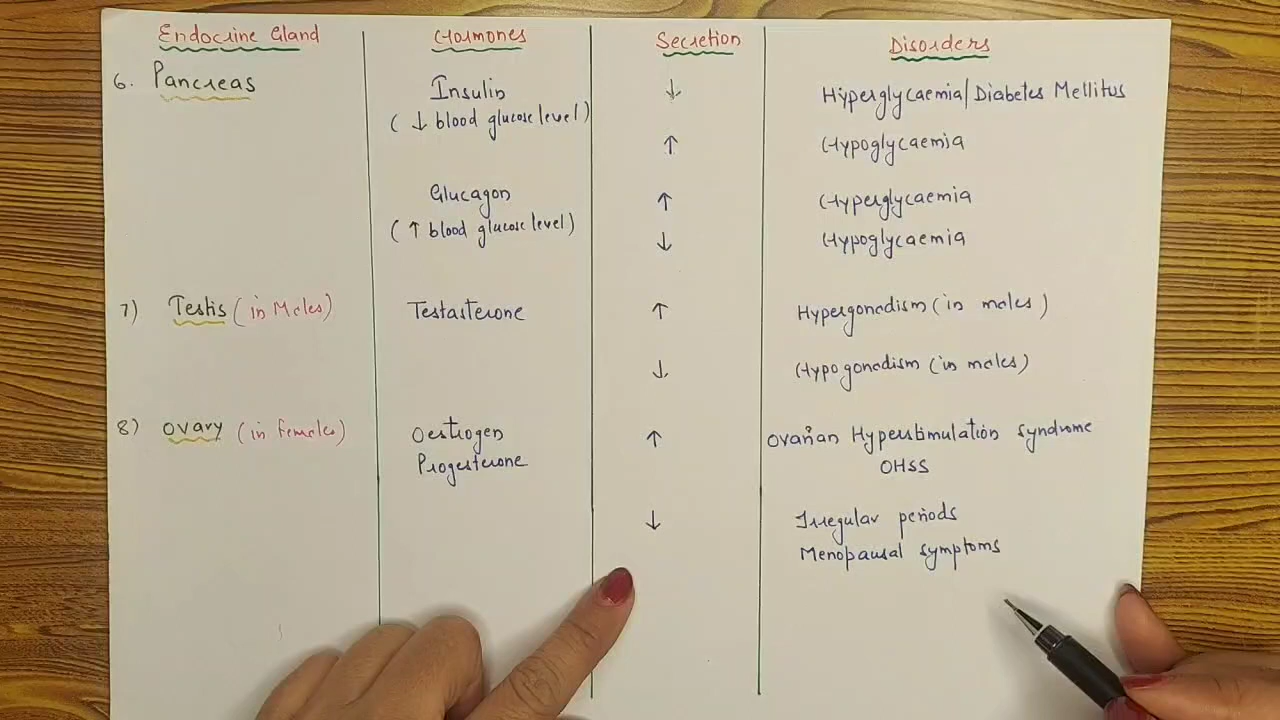 Endocrine Gland Hormones Secretion Disorders
6. Pancreas Insulin ↓ Hyperglycaemia/Diabetes Mellitus
( ↓ blood glucose level)
↑ Hypoglycaemia
Glucagon ↑ Hyperglycaemia
( ↑ blood glucose level)
↓ Hypoglycaemia
7) Testis (in Males) Testosterone ↑ Hypergonadism (in males)
↓ Hypogonadism (in males)
8) Ovary (in females) Oestrogen ↑ Ovarian Hyperstimulation syndrome
Progesterone OHSS
↓ Irregular periods
Menopausal symptoms